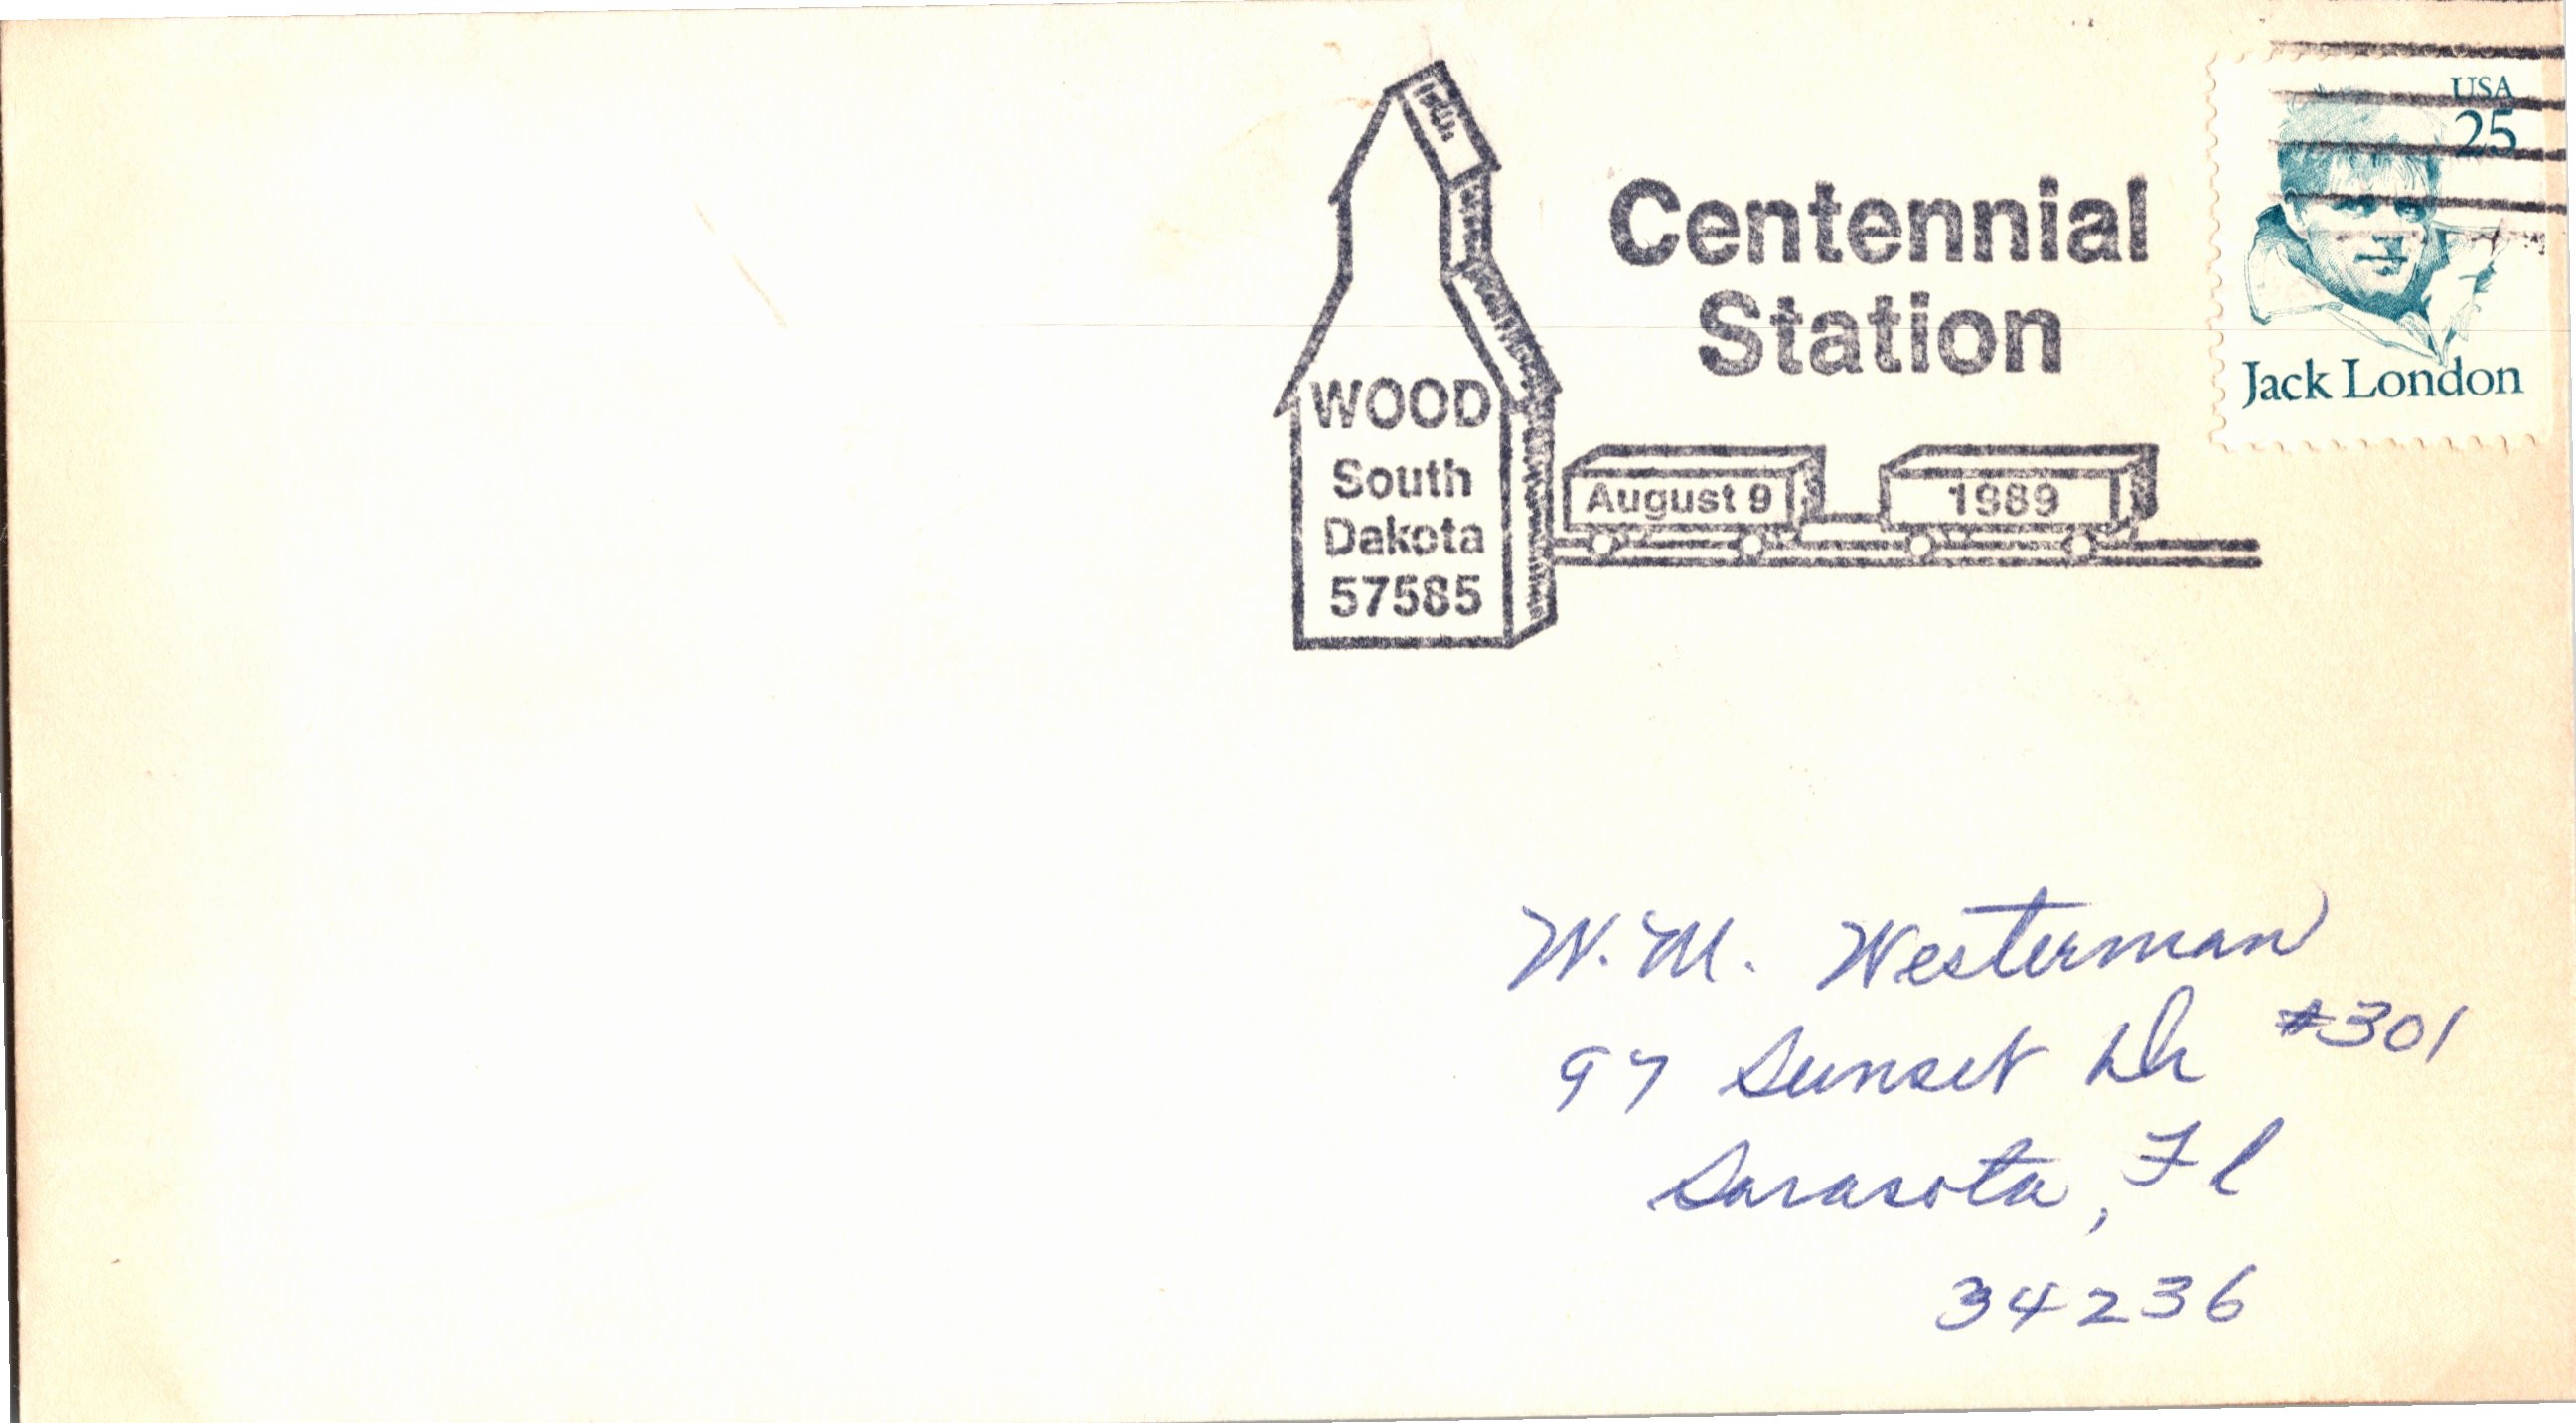 Centennial
Station
WOOD
South
Dakota
57585
August 9
1989
USA
25
Jack London
W. M. Westerman
97 Sunset Dr #301
Sarasota, Fl
34236